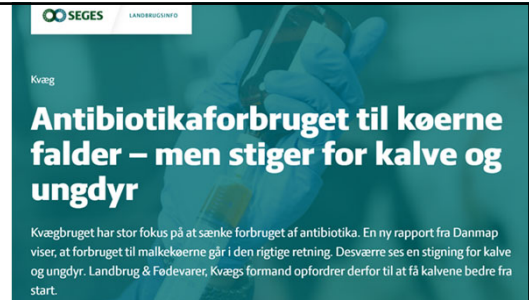 SEGES LANDBRUGSINFO
Kvæg
Antibiotikaforbruget til køerne
falder – men stiger for kalve og
ungdyr
Kvægbruget har stor fokus på at sænke forbruget af antibiotika. En ny rapport fra Danmap
viser, at forbruget til malkekøerne går i den rigtige retning. Desværre ses en stigning for kalve
og ungdyr. Landbrug & Fødevarer, Kvægs formand opfordrer derfor til at få kalvene bedre fra
start.